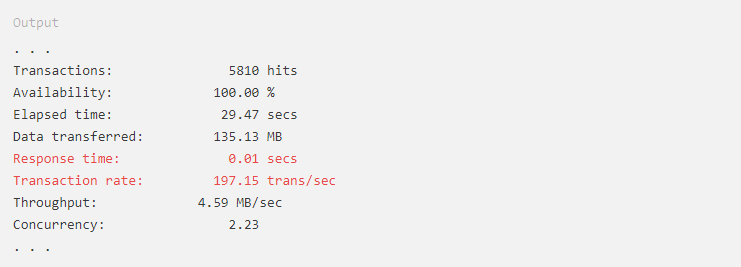 Output
. . .
Transactions: 5810 hits
Availability: 100.00 %
Elapsed time: 29.47 secs
Data transferred: 135.13 MB
Response time: 0.01 secs
Transaction rate: 197.15 trans/sec
Throughput: 4.59 MB/sec
Concurrency: 2.23
. . .